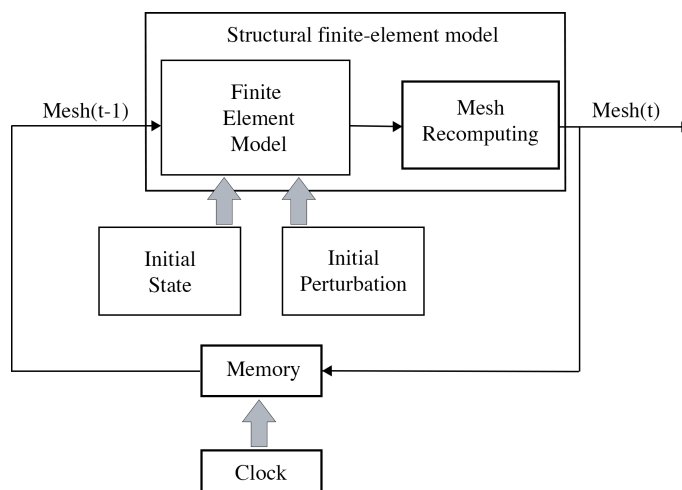 Structural finite-element model
Mesh(t-1)
Finite
Element
Model
Mesh
Recomputing
Mesh(t)
Initial
State
Initial
Perturbation
Memory
Clock